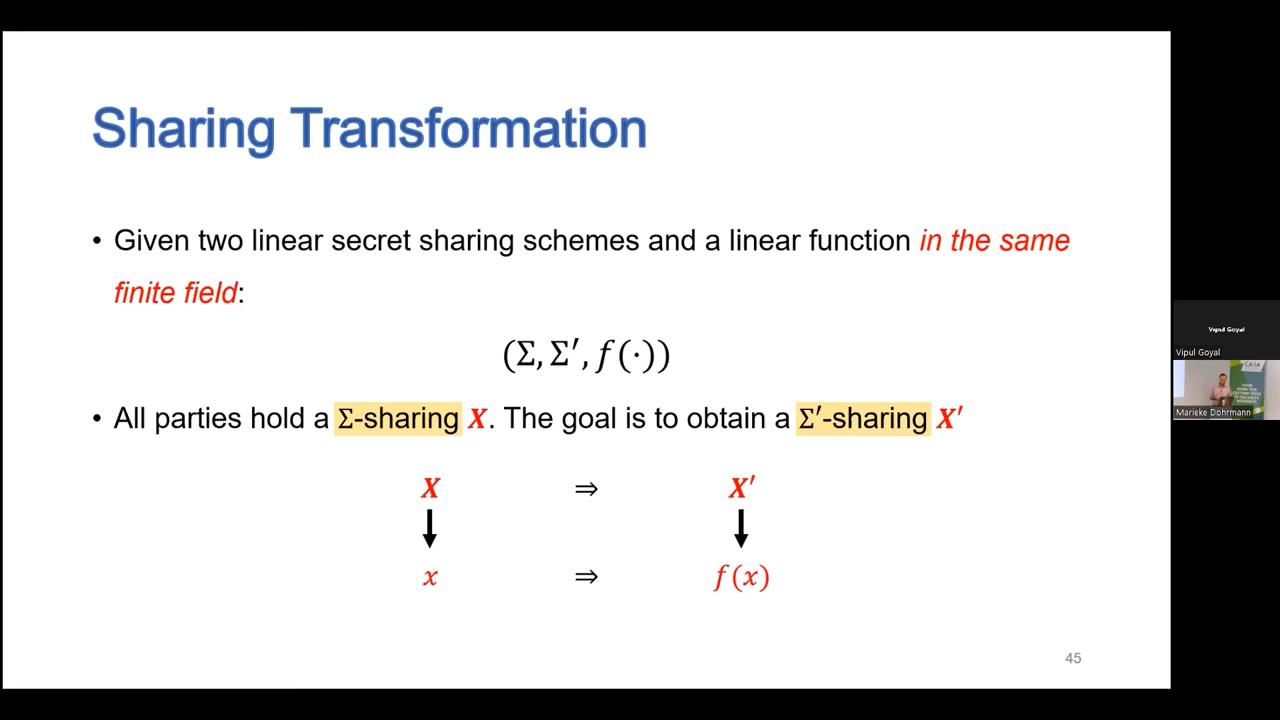 Sharing Transformation
• Given two linear secret sharing schemes and a linear function in the same
finite field:
(Σ, Σ′, f(·))
• All parties hold a Σ-sharing X. The goal is to obtain a Σ′-sharing X′
X ⇒ X′
x ⇒ f(x)
45
Vipul Goyal
Vipul Goyal
CASA
Marieke Dohrmann